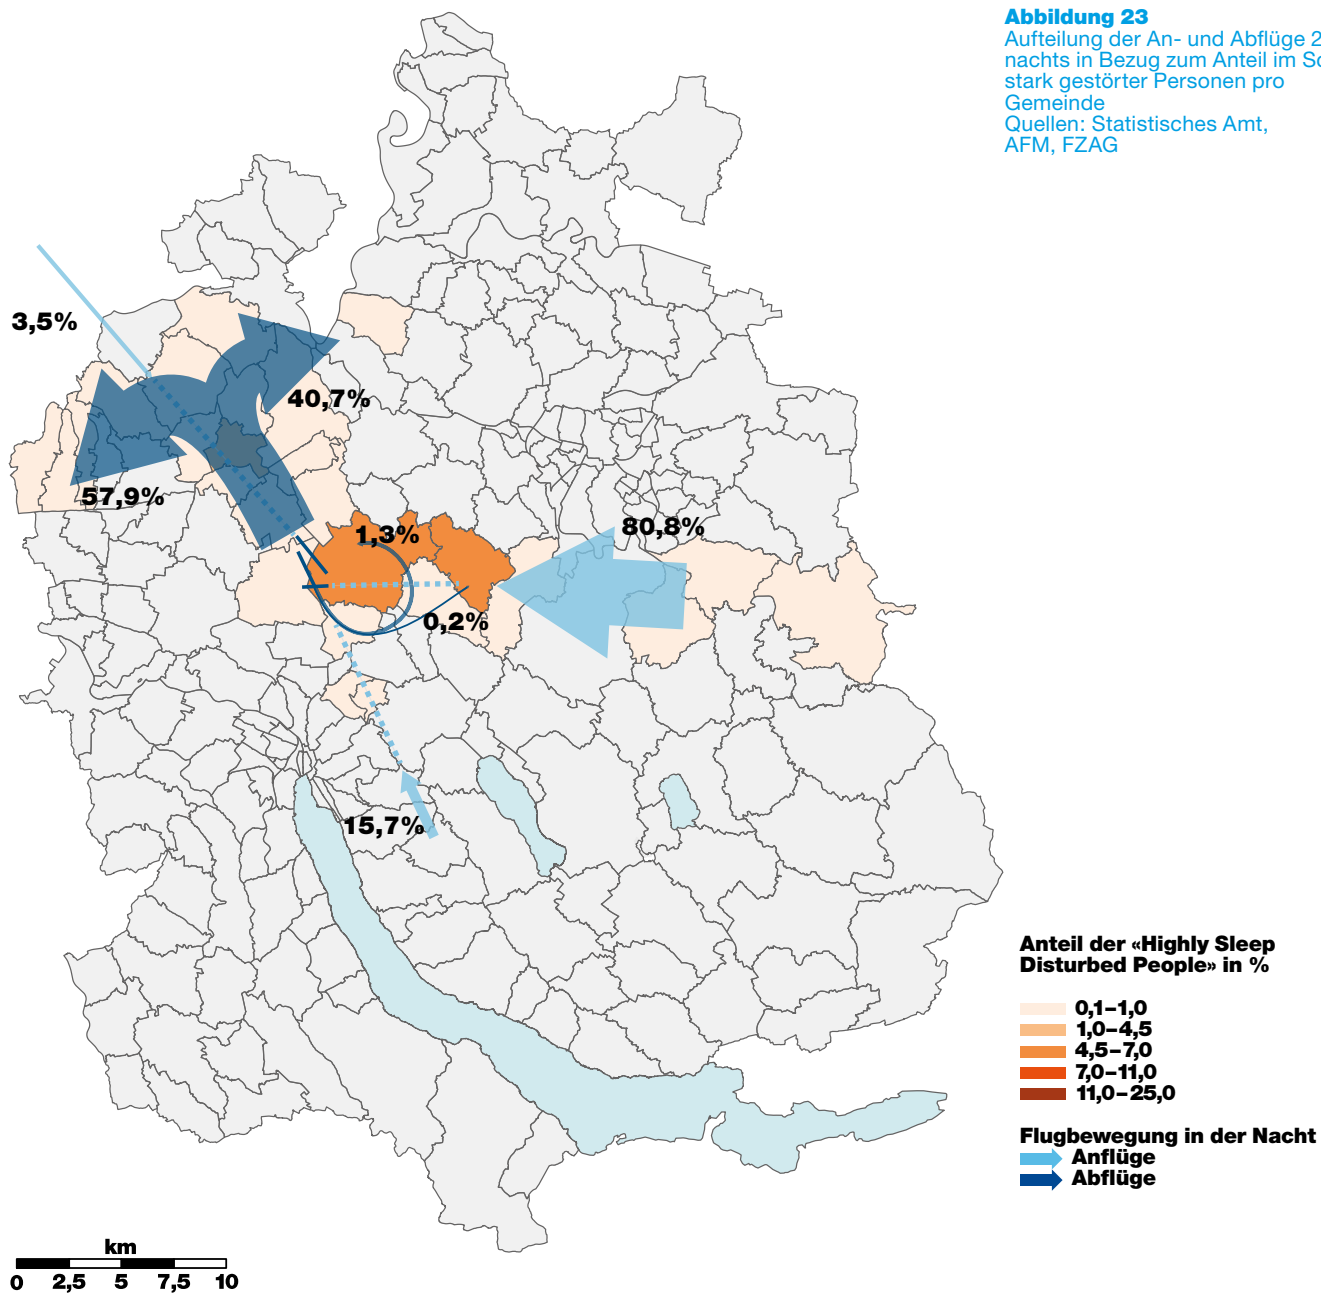 Abbildung 23
Aufteilung der An- und Abflüge
nachts in Bezug zum Anteil im
stark gestörter Personen pro
Gemeinde
Quellen: Statistisches Amt,
AFM, FZAG
3,5%
40,7%
57,9%
1,3%
80,8%
0,2%
15,7%
Anteil der «Highly Sleep
Disturbed People» in %
0,1–1,0
1,0–4,5
4,5–7,0
7,0–11,0
11,0–25,0
Flugbewegung in der Nacht
Anflüge
Abflüge
km
0 2,5 5 7,5 10